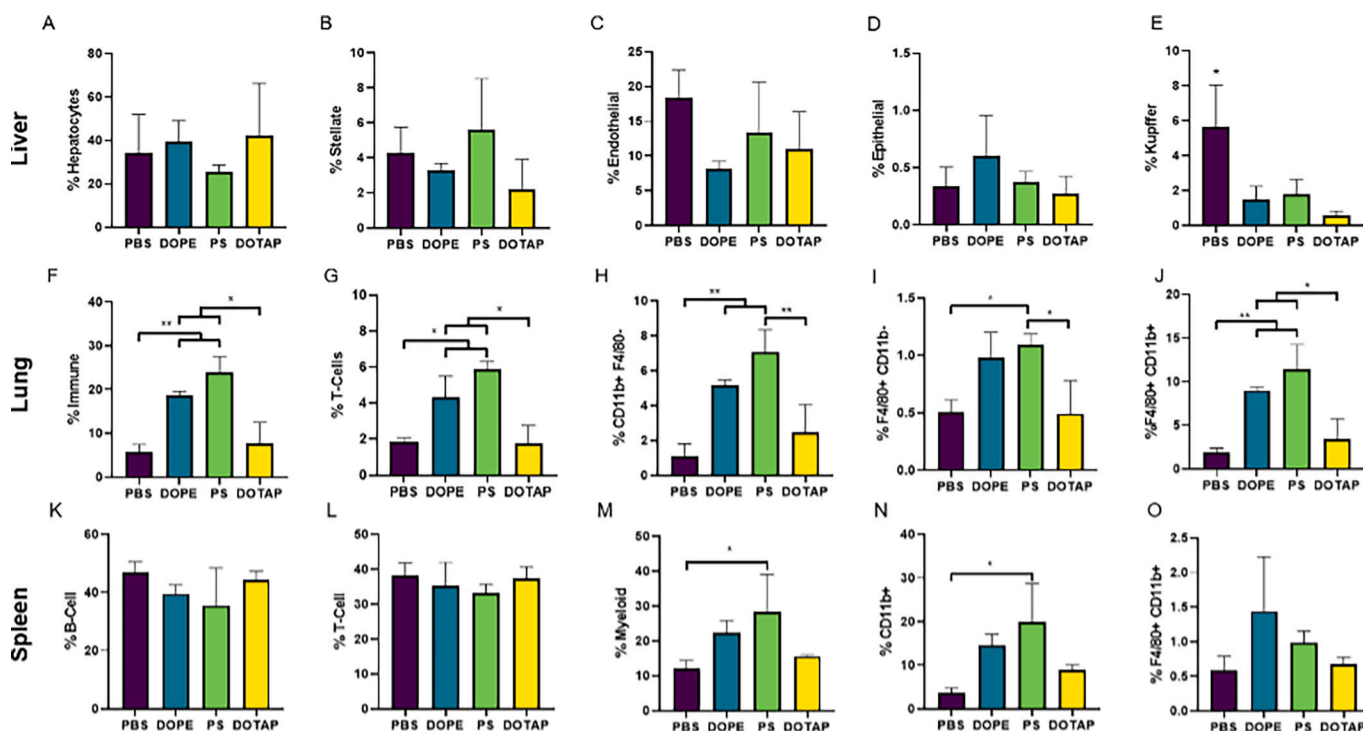 A
B
C
D
E
Liver
% Hepatocytes
80
60
40
20
0
PBS DOPE PS DOTAP
% Stellate
10
8
6
4
2
0
PBS DOPE PS DOTAP
% Endothelial
25
20
15
10
5
0
PBS DOPE PS DOTAP
% Epithelial
1.5
1.0
0.5
0.0
PBS DOPE PS DOTAP
% Kupffer
10
8
6
4
2
0
*
PBS DOPE PS DOTAP
F
G
H
I
J
Lung
% Immune
40
30
20
10
0
**
*
PBS DOPE PS DOTAP
% T-Cells
10
8
6
4
2
0
*
*
PBS DOPE PS DOTAP
% CD11b+ F4/80-
10
8
6
4
2
0
**
**
PBS DOPE PS DOTAP
% F4/80+ CD11b-
1.5
1.0
0.5
0.0
*
*
PBS DOPE PS DOTAP
%F4/80+ CD11b+
20
15
10
5
0
**
*
PBS DOPE PS DOTAP
K
L
M
N
O
Spleen
% B-Cell
60
40
20
0
PBS DOPE PS DOTAP
% T-Cell
50
40
30
20
10
0
PBS DOPE PS DOTAP
% Myeloid
50
40
30
20
10
0
*
PBS DOPE PS DOTAP
% CD11b+
40
30
20
10
0
*
PBS DOPE PS DOTAP
% F4/80+ CD11b+
2.5
2.0
1.5
1.0
0.5
0.0
PBS DOPE PS DOTAP